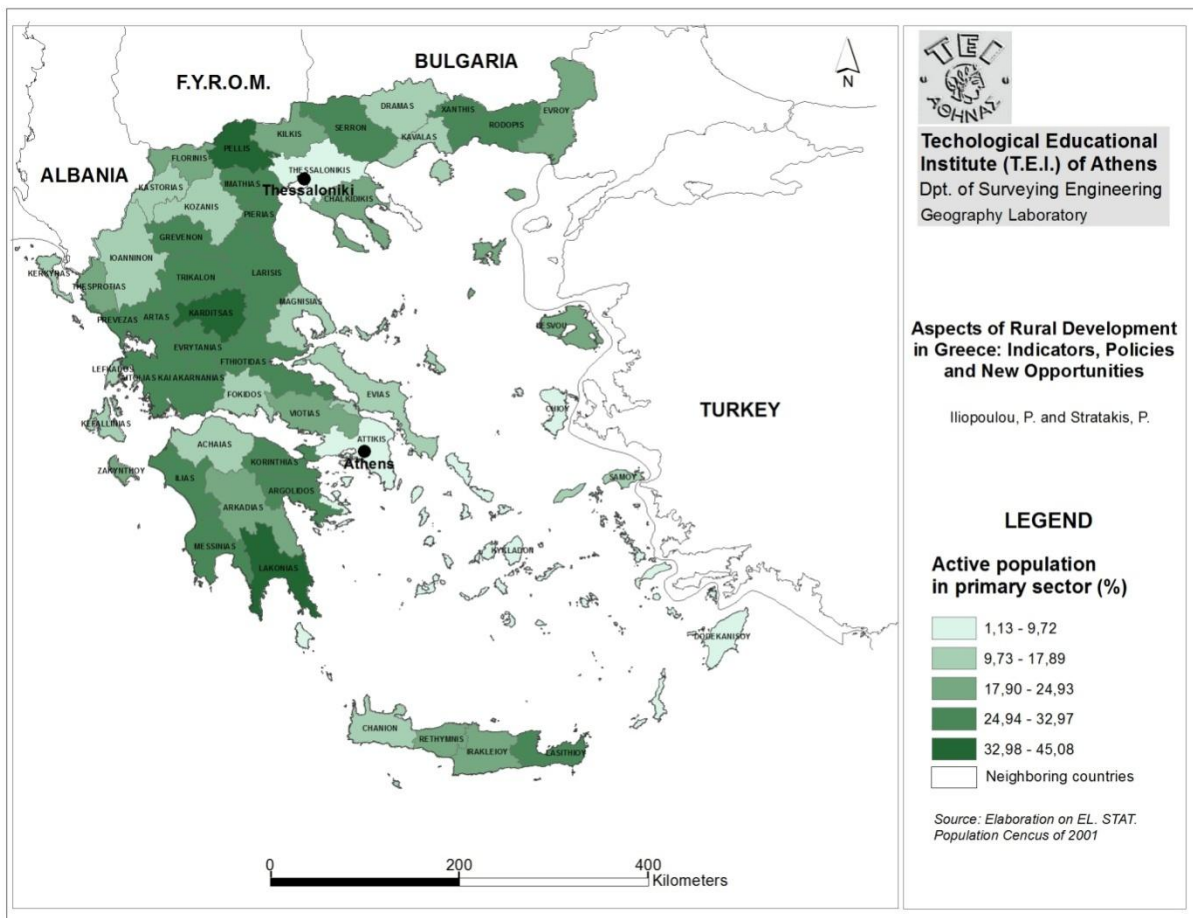 BULGARIA
F.Y.R.O.M.
ALBANIA
TURKEY
N
DRAMAS
XANTHIS
EVROY
RODOPIS
SERRON
KILKIS
KAVALAS
PELLIS
FLORINIS
THESSALONIKIS
Thessaloniki
IMATHIAS
KASTORIAS
CHALKIDIKIS
KOZANIS
PIERIAS
GREVENON
IOANNINON
KERKYRAS
THESPROTIAS
TRIKALON
LARISIS
MAGNISIAS
KARDITSAS
ARTAS
PREVEZAS
LESVOU
EVRYTANIAS
FTHIOTIDAS
LEFKADOS
AITOLIAS KAI AKARNANIAS
FOKIDOS
EVIAS
VIOTIAS
CHIOY
KEFALLINIAS
ACHAIAS
ATTIKIS
Athens
KORINTHIAS
ZAKYNTHOY
ILIAS
ARGOLIDOS
SAMOY
ARKADIAS
MESSINIAS
LAKONIAS
KYKLADON
DODEKANISOY
CHANION
RETHYMNIS
IRAKLEIOY
LASITHIOY
0
200
400
Kilometers
TEI
ΑΘΗΝΑΣ
Techological Educational
Institute (T.E.I.) of Athens
Dpt. of Surveying Engineering
Geography Laboratory
Aspects of Rural Development
in Greece: Indicators, Policies
and New Opportunities
Iliopoulou, P. and Stratakis, P.
LEGEND
Active population
in primary sector (%)
1,13 - 9,72
9,73 - 17,89
17,90 - 24,93
24,94 - 32,97
32,98 - 45,08
Neighboring countries
Source: Elaboration on EL. STAT.
Population Cencus of 2001